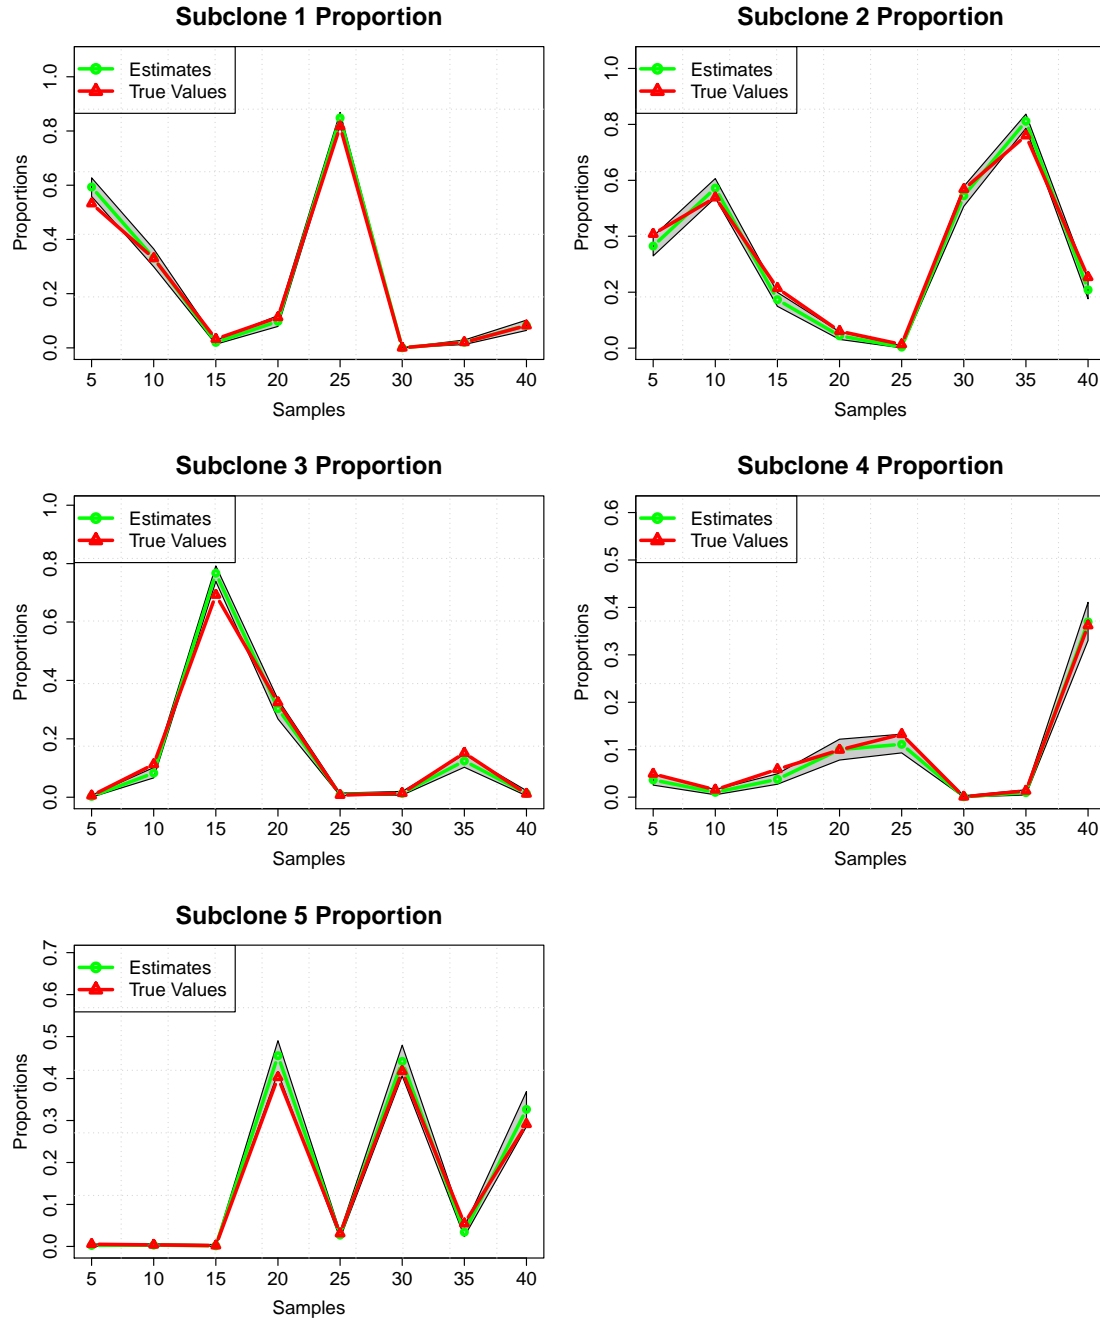 Subclone 1 Proportion
Estimates
True Values
Proportions
0.0 0.2 0.4 0.6 0.8 1.0
5 10 15 20 25 30 35 40
Samples
Subclone 2 Proportion
Estimates
True Values
Proportions
0.0 0.2 0.4 0.6 0.8 1.0
5 10 15 20 25 30 35 40
Samples
Subclone 3 Proportion
Estimates
True Values
Proportions
0.0 0.2 0.4 0.6 0.8 1.0
5 10 15 20 25 30 35 40
Samples
Subclone 4 Proportion
Estimates
True Values
Proportions
0.0 0.1 0.2 0.3 0.4 0.5 0.6
5 10 15 20 25 30 35 40
Samples
Subclone 5 Proportion
Estimates
True Values
Proportions
0.0 0.1 0.2 0.3 0.4 0.5 0.6 0.7
5 10 15 20 25 30 35 40
Samples